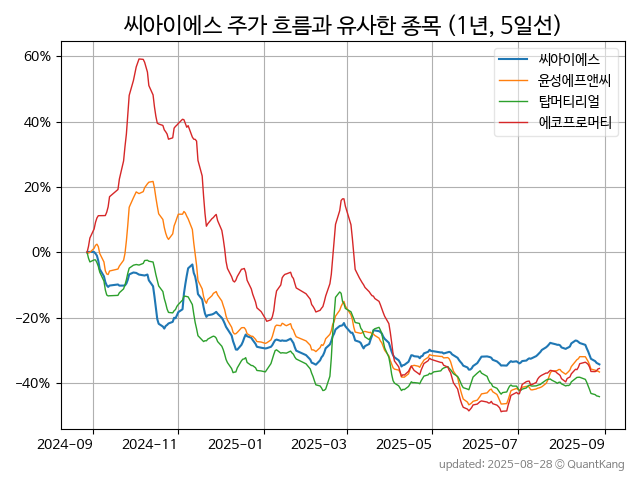 씨아이에스 주가 흐름과 유사한 종목 (1년, 5일선)
씨아이에스
윤성에프앤씨
탑머티리얼
에코프로머티
60%
40%
20%
0%
−20%
−40%
2024-09
2024-11
2025-01
2025-03
2025-05
2025-07
2025-09
updated: 2025-08-28 © QuantKang